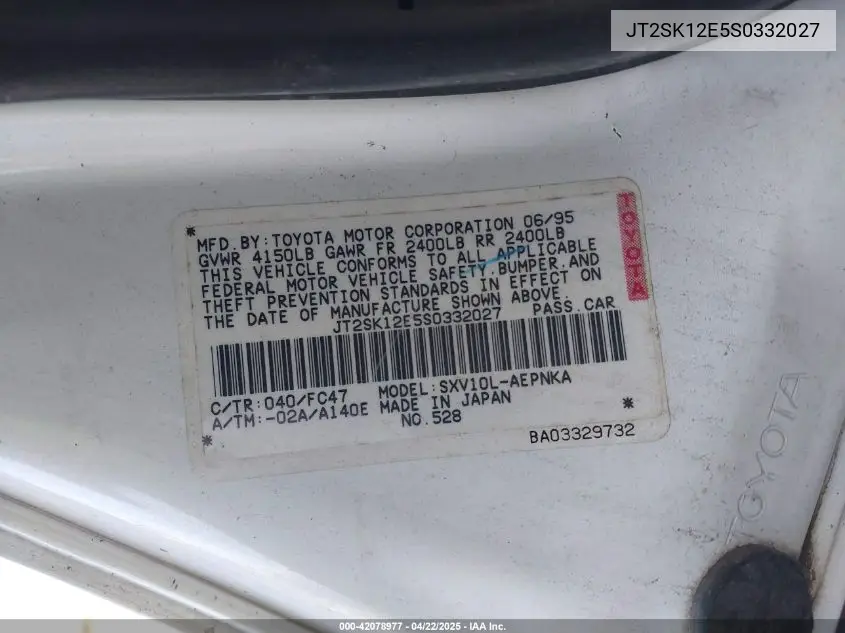 JT2SK12E5S0332027
MFD. BY: TOYOTA MOTOR CORPORATION 06/95
GVWR 4150LB GAWR FR 2400LB RR 2400LB
THIS VEHICLE CONFORMS TO ALL APPLICABLE
FEDERAL MOTOR VEHICLE SAFETY, BUMPER, AND
THEFT PREVENTION STANDARDS IN EFFECT ON
THE DATE OF MANUFACTURE SHOWN ABOVE.
JT2SK12E5S0332027 PASS. CAR
TOYOTA
C/TR: 040/FC47 MODEL: SXV10L-AEPNKA
A/TM: -02A/A140E MADE IN JAPAN
NO. 528
BA03329732
TOYOTA
000-42078977 - 04/22/2025 - IAA Inc.